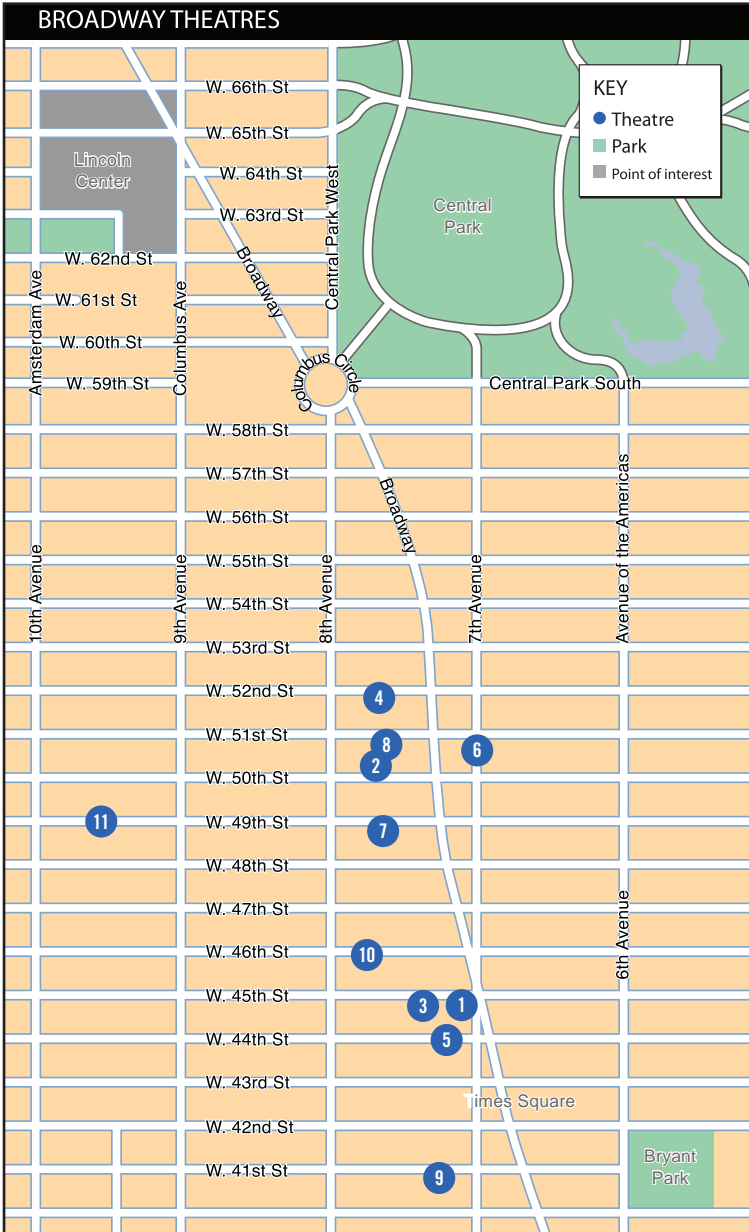 BROADWAY THEATRES
KEY
Theatre
Park
Point of interest
W. 66th St
W. 65th St
W. 64th St
W. 63rd St
W. 62nd St
W. 61st St
W. 60th St
W. 59th St
Lincoln
Center
Central
Park
Central Park West
Broadway
Amsterdam Ave
Columbus Ave
Columbus Circle
Central Park South
W. 58th St
W. 57th St
W. 56th St
W. 55th St
W. 54th St
W. 53rd St
W. 52nd St
W. 51st St
W. 50th St
W. 49th St
W. 48th St
W. 47th St
W. 46th St
W. 45th St
W. 44th St
W. 43rd St
W. 42nd St
W. 41st St
Broadway
10th Avenue
9th Avenue
8th Avenue
7th Avenue
Avenue of the Americas
6th Avenue
4
8
2
6
11
7
10
3
1
5
9
Times Square
Bryant
Park